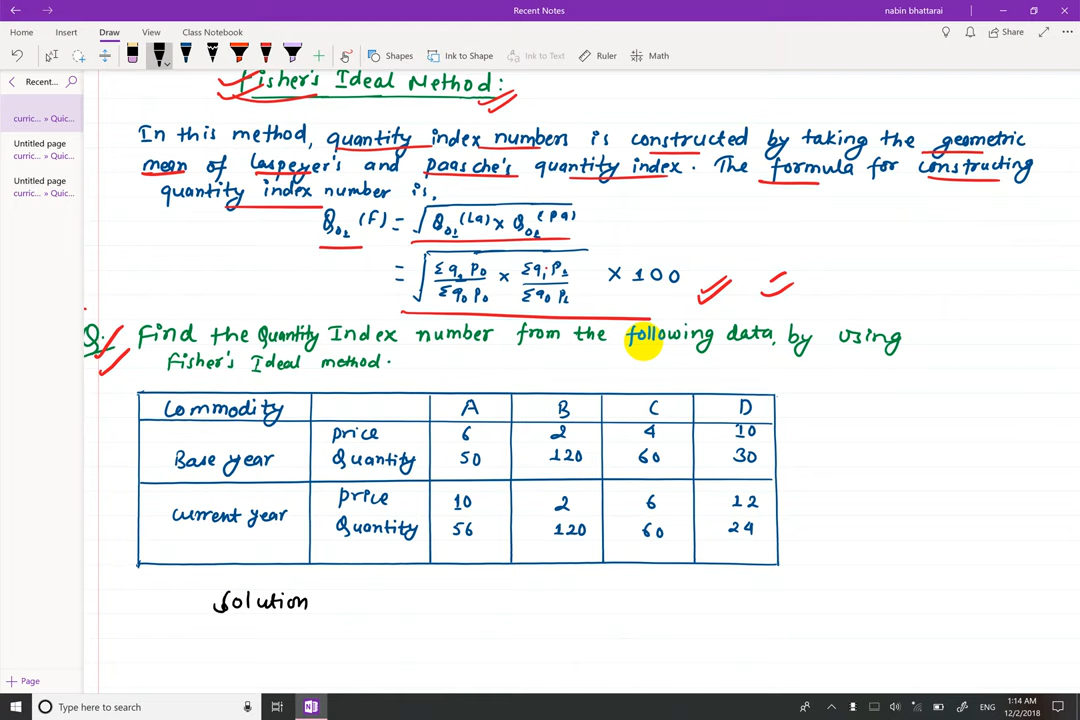 Recent Notes
nabin bhattarai
Home Insert Draw View Class Notebook
Share
Shapes Ink to Shape Ink to Text Ruler Math
Recent...
curric... » Quic...
Untitled page
curric... » Quic...
Untitled page
curric... » Quic...
Fisher's Ideal Method:
In this method, quantity index numbers is constructed by taking the geometric
mean of Laspeyer's and paasche's quantity index. The formula for constructing
quantity index number is,
Q₀₁(F) = √Q₀₁(La) × Q₀₁(Pa)
= √Σq₁p₀/Σq₀p₀ × Σq₁p₁/Σq₀p₁ × 100
Q. Find the Quantity Index number from the following data, by using
Fisher's Ideal method.
Commodity A B C D
Base year price 6 2 4 10
Quantity 50 120 60 30
Current year price 10 2 6 12
Quantity 56 120 60 24
Solution
+ Page
Type here to search
ENG
1:14 AM
12/2/2018